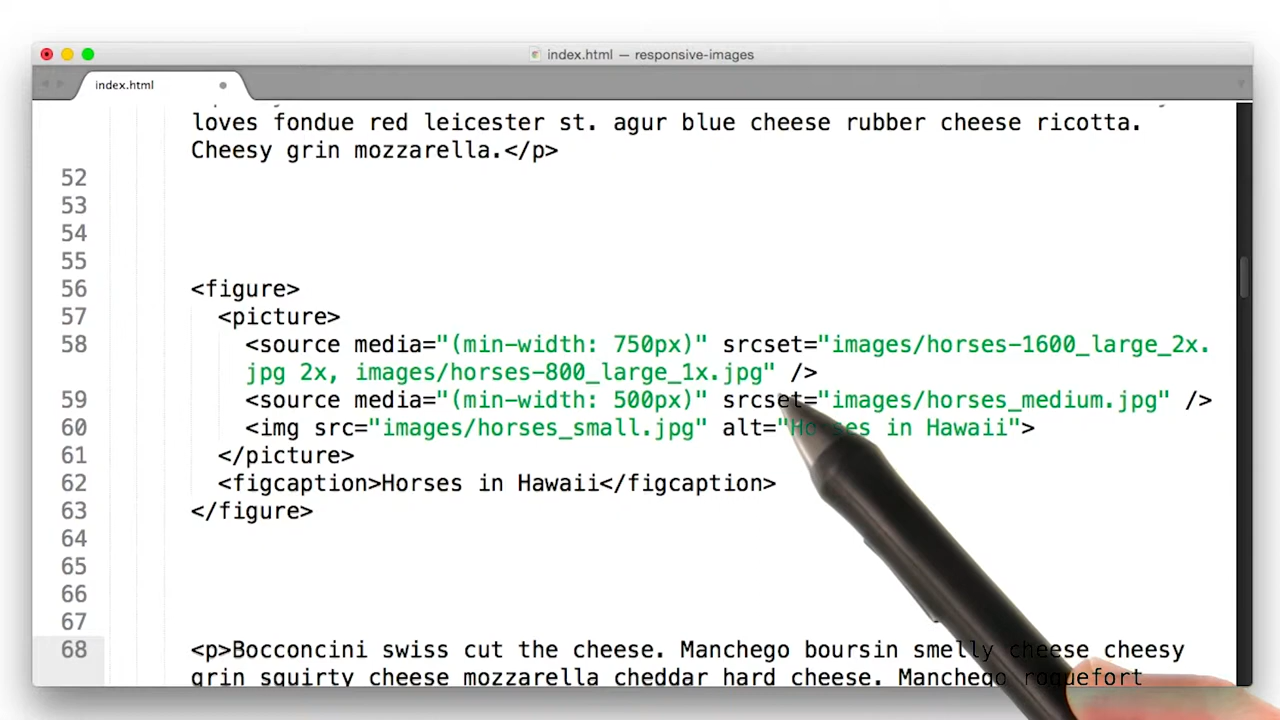 index.html — responsive-images
index.html
loves fondue red leicester st. agur blue cheese rubber cheese ricotta.
Cheesy grin mozzarella.</p>
52
53
54
55
56 <figure>
57 <picture>
58 <source media="(min-width: 750px)" srcset="images/horses-1600_large_2x.
jpg 2x, images/horses-800_large_1x.jpg" />
59 <source media="(min-width: 500px)" srcset="images/horses_medium.jpg" />
60 <img src="images/horses_small.jpg" alt="Horses in Hawaii">
61 </picture>
62 <figcaption>Horses in Hawaii</figcaption>
63 </figure>
64
65
66
67
68 <p>Bocconcini swiss cut the cheese. Manchego boursin smelly cheese cheesy
grin squirty cheese mozzarella cheddar hard cheese. Manchego roquefort